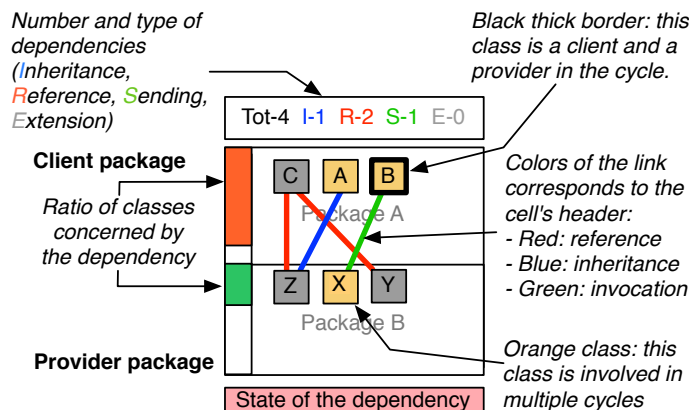 Number and type of
dependencies
(Inheritance,
Reference, Sending,
Extension)
Black thick border: this
class is a client and a
provider in the cycle.
Tot-4 I-1 R-2 S-1 E-0
Client package
C A B
Package A
Ratio of classes
concerned by
the dependency
Colors of the link
corresponds to the
cell's header:
- Red: reference
- Blue: inheritance
- Green: invocation
Z X Y
Package B
Provider package
Orange class: this
class is involved in
multiple cycles
State of the dependency